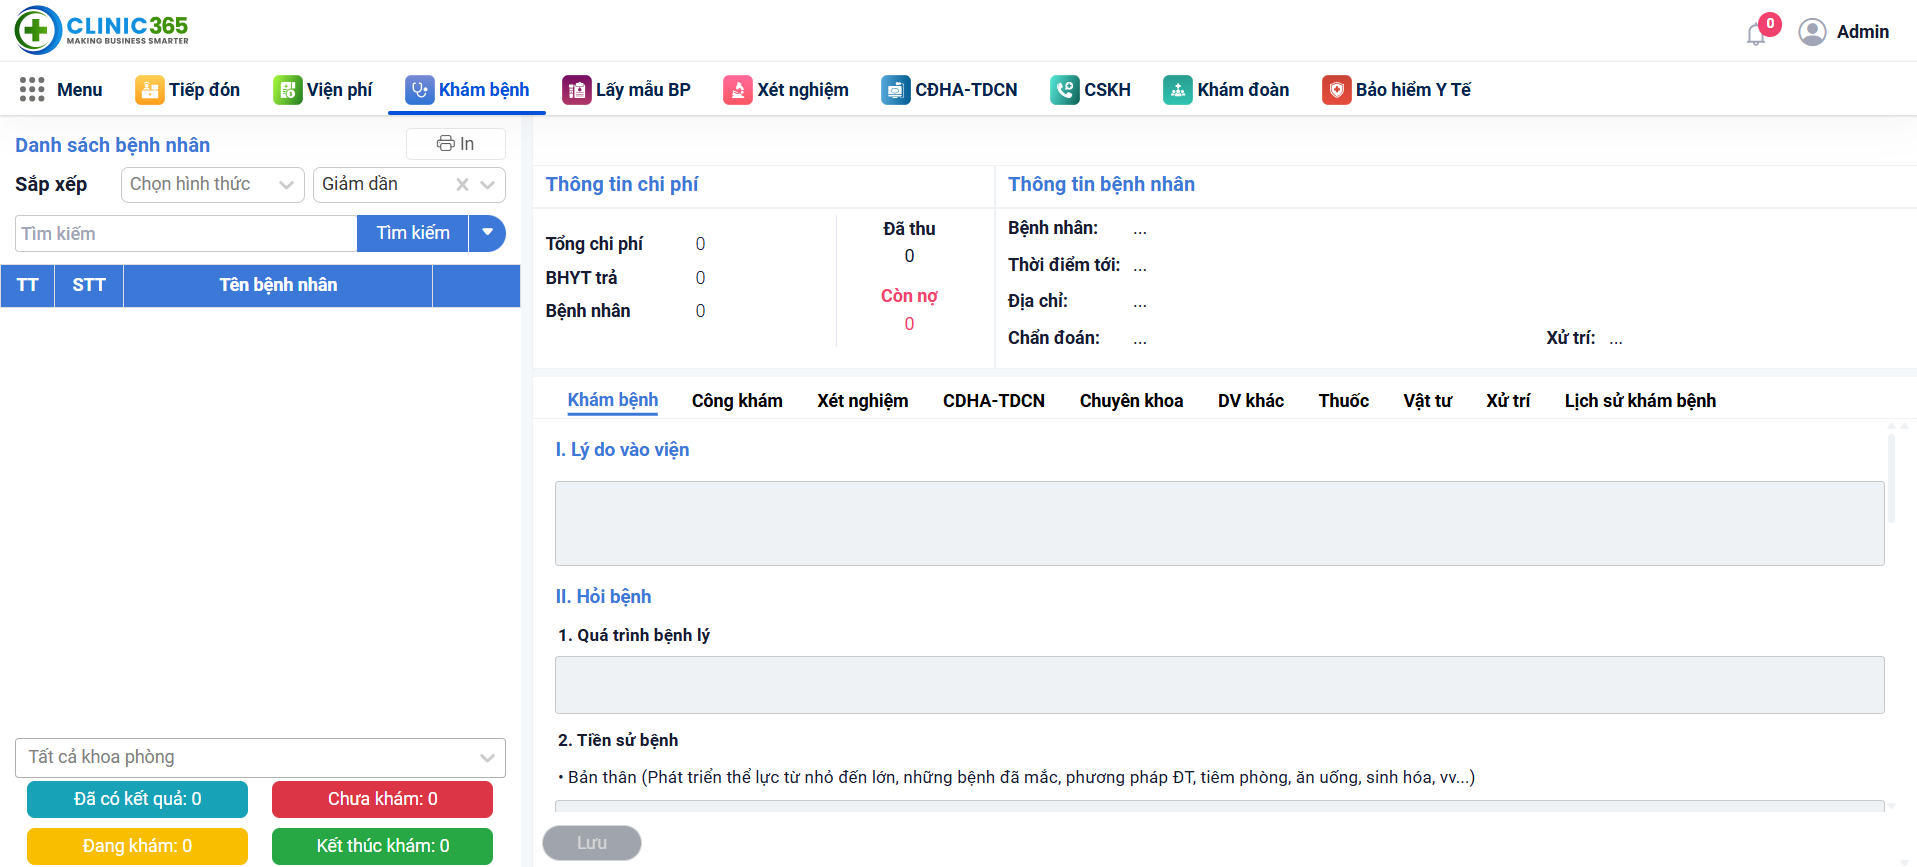 CLINIC365
MAKING BUSINESS SMARTER
0
Admin
Menu
Tiếp đón
Viện phí
Khám bệnh
Lấy mẫu BP
Xét nghiệm
CĐHA-TDCN
CSKH
Khám đoàn
Bảo hiểm Y Tế
Danh sách bệnh nhân
In
Sắp xếp
Chọn hình thức
Giảm dần
Tìm kiếm
Tìm kiếm
TT
STT
Tên bệnh nhân
Tất cả khoa phòng
Đã có kết quả: 0
Chưa khám: 0
Đang khám: 0
Kết thúc khám: 0
Thông tin chi phí
Tổng chi phí 0
BHYT trả 0
Bệnh nhân 0
Đã thu
0
Còn nợ
0
Thông tin bệnh nhân
Bệnh nhân: ...
Thời điểm tới: ...
Địa chỉ: ...
Chẩn đoán: ...
Xử trí: ...
Khám bệnh
Công khám
Xét nghiệm
CDHA-TDCN
Chuyên khoa
DV khác
Thuốc
Vật tư
Xử trí
Lịch sử khám bệnh
I. Lý do vào viện
II. Hỏi bệnh
1. Quá trình bệnh lý
2. Tiền sử bệnh
• Bản thân (Phát triển thể lực từ nhỏ đến lớn, những bệnh đã mắc, phương pháp ĐT, tiêm phòng, ăn uống, sinh hóa, vv...)
Lưu